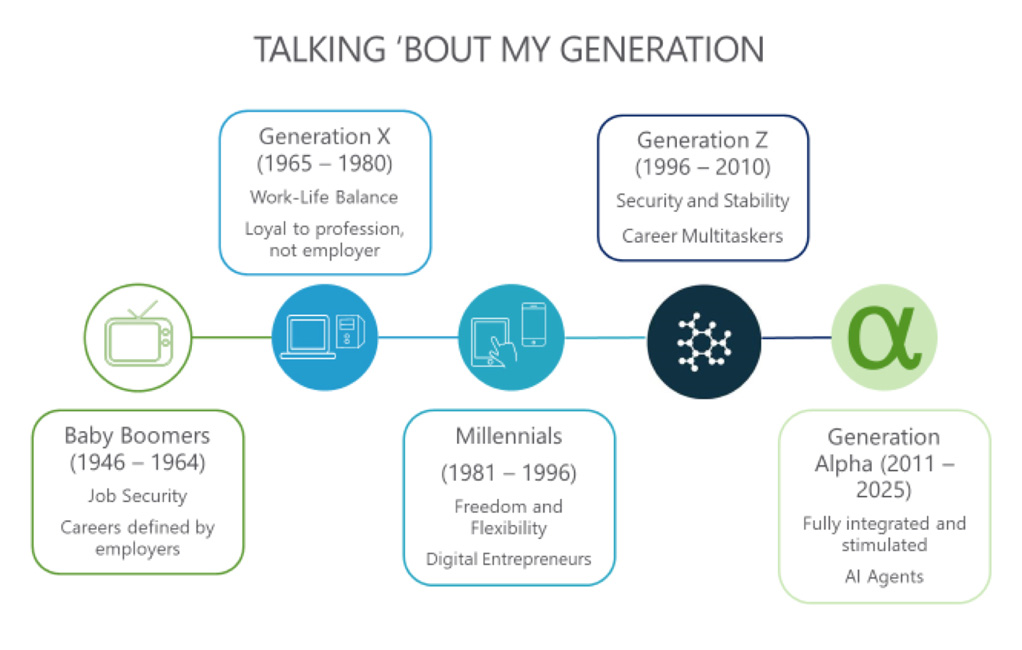 TALKING ‘BOUT MY GENERATION
Generation X
(1965 – 1980)
Work-Life Balance
Loyal to profession,
not employer
Generation Z
(1996 – 2010)
Security and Stability
Career Multitaskers
α
Baby Boomers
(1946 – 1964)
Job Security
Careers defined by
employers
Millennials
(1981 – 1996)
Freedom and
Flexibility
Digital Entrepreneurs
Generation
Alpha (2011 –
2025)
Fully integrated and
stimulated
AI Agents